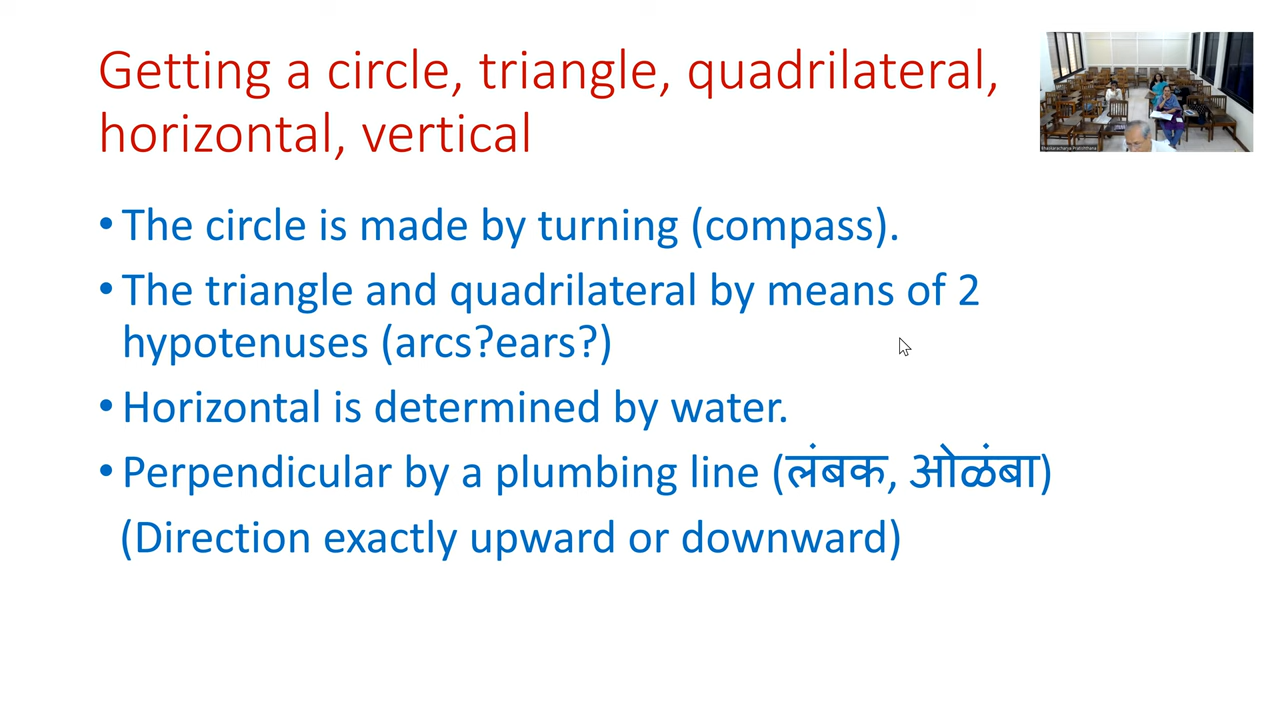 Getting a circle, triangle, quadrilateral,
horizontal, vertical
• The circle is made by turning (compass).
• The triangle and quadrilateral by means of 2
hypotenuses (arcs?ears?)
• Horizontal is determined by water.
• Perpendicular by a plumbing line (लंबक, ओळंबा)
(Direction exactly upward or downward)
Bhaskaracharya Pratishthana